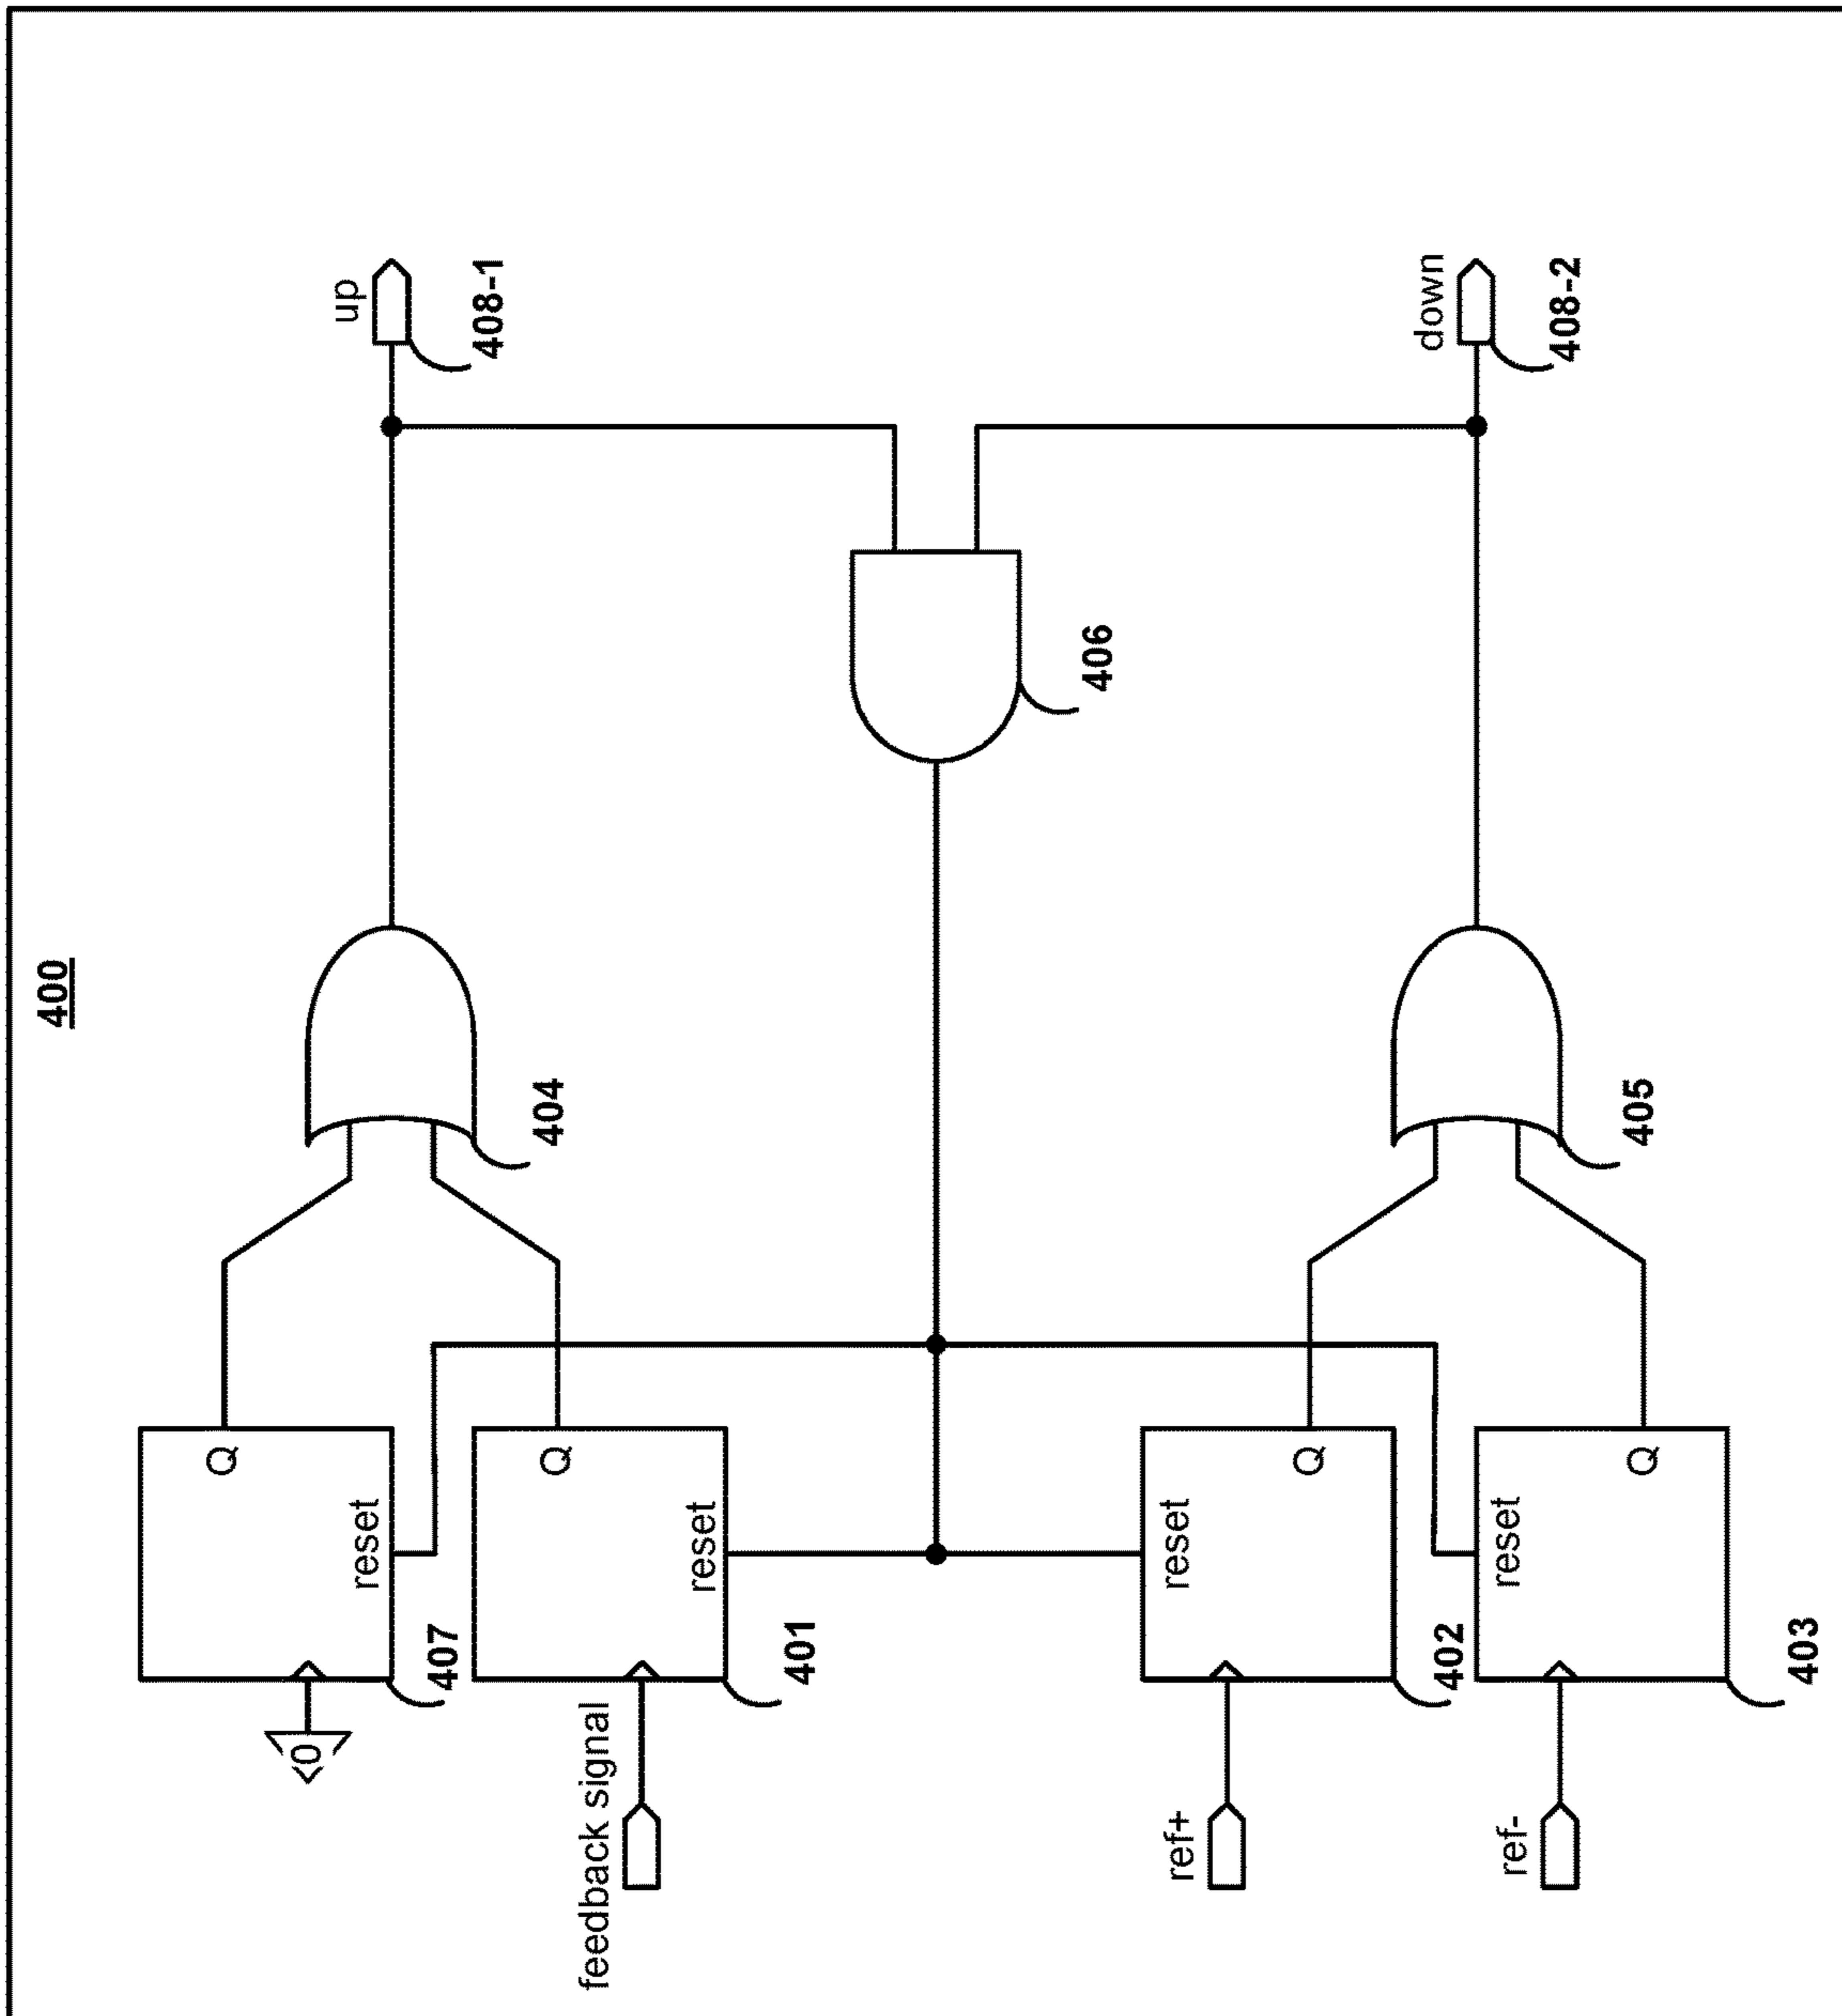 400
up
408-1
Q
reset
407
404
0
feedback signal
Q
reset
401
406
ref+
reset
Q
402
ref-
reset
Q
403
405
down
408-2